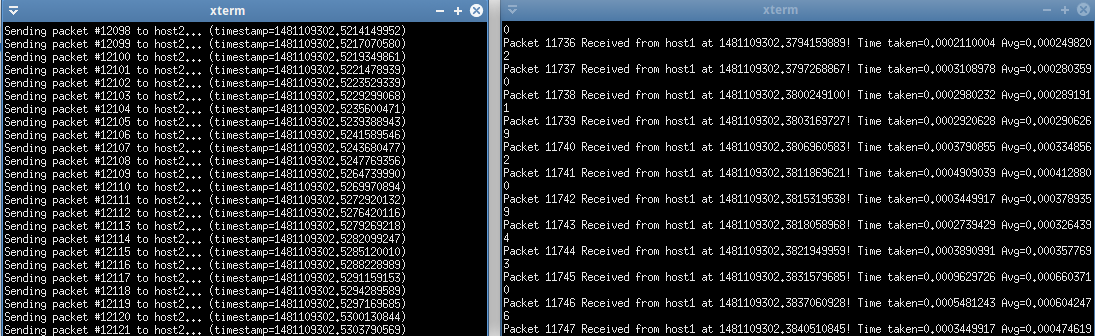 xterm
Sending packet #12098 to host2... (timestamp=1481109302.5214149952)
Sending packet #12099 to host2... (timestamp=1481109302.5217070580)
Sending packet #12100 to host2... (timestamp=1481109302.5219349861)
Sending packet #12101 to host2... (timestamp=1481109302.5221478939)
Sending packet #12102 to host2... (timestamp=1481109302.5223529339)
Sending packet #12103 to host2... (timestamp=1481109302.5229299068)
Sending packet #12104 to host2... (timestamp=1481109302.5235600471)
Sending packet #12105 to host2... (timestamp=1481109302.5239388943)
Sending packet #12106 to host2... (timestamp=1481109302.5241589546)
Sending packet #12107 to host2... (timestamp=1481109302.5243680477)
Sending packet #12108 to host2... (timestamp=1481109302.5247769356)
Sending packet #12109 to host2... (timestamp=1481109302.5264739990)
Sending packet #12110 to host2... (timestamp=1481109302.5269970894)
Sending packet #12111 to host2... (timestamp=1481109302.5272920132)
Sending packet #12112 to host2... (timestamp=1481109302.5276420116)
Sending packet #12113 to host2... (timestamp=1481109302.5279269218)
Sending packet #12114 to host2... (timestamp=1481109302.5282099247)
Sending packet #12115 to host2... (timestamp=1481109302.5285120010)
Sending packet #12116 to host2... (timestamp=1481109302.5288228989)
Sending packet #12117 to host2... (timestamp=1481109302.5291159153)
Sending packet #12118 to host2... (timestamp=1481109302.5294289589)
Sending packet #12119 to host2... (timestamp=1481109302.5297169685)
Sending packet #12120 to host2... (timestamp=1481109302.5300130844)
Sending packet #12121 to host2... (timestamp=1481109302.5303790569)
xterm
0
Packet 11736 Received from host1 at 1481109302.3794159889! Time taken=0.0002110004 Avg=0.000249820
2
Packet 11737 Received from host1 at 1481109302.3797268867! Time taken=0.0003108978 Avg=0.000280359
0
Packet 11738 Received from host1 at 1481109302.3800249100! Time taken=0.0002980232 Avg=0.000289191
1
Packet 11739 Received from host1 at 1481109302.3803169727! Time taken=0.0002920628 Avg=0.000290626
9
Packet 11740 Received from host1 at 1481109302.3806960583! Time taken=0.0003790855 Avg=0.000334856
2
Packet 11741 Received from host1 at 1481109302.3811869621! Time taken=0.0004909039 Avg=0.000412880
0
Packet 11742 Received from host1 at 1481109302.3815319538! Time taken=0.0003449917 Avg=0.000378935
9
Packet 11743 Received from host1 at 1481109302.3818058968! Time taken=0.0002739429 Avg=0.000326439
4
Packet 11744 Received from host1 at 1481109302.3821949959! Time taken=0.0003890991 Avg=0.000357769
3
Packet 11745 Received from host1 at 1481109302.3831579685! Time taken=0.0009629726 Avg=0.000660371
0
Packet 11746 Received from host1 at 1481109302.3837060928! Time taken=0.0005481243 Avg=0.000604247
6
Packet 11747 Received from host1 at 1481109302.3840510845! Time taken=0.0003449917 Avg=0.000474619